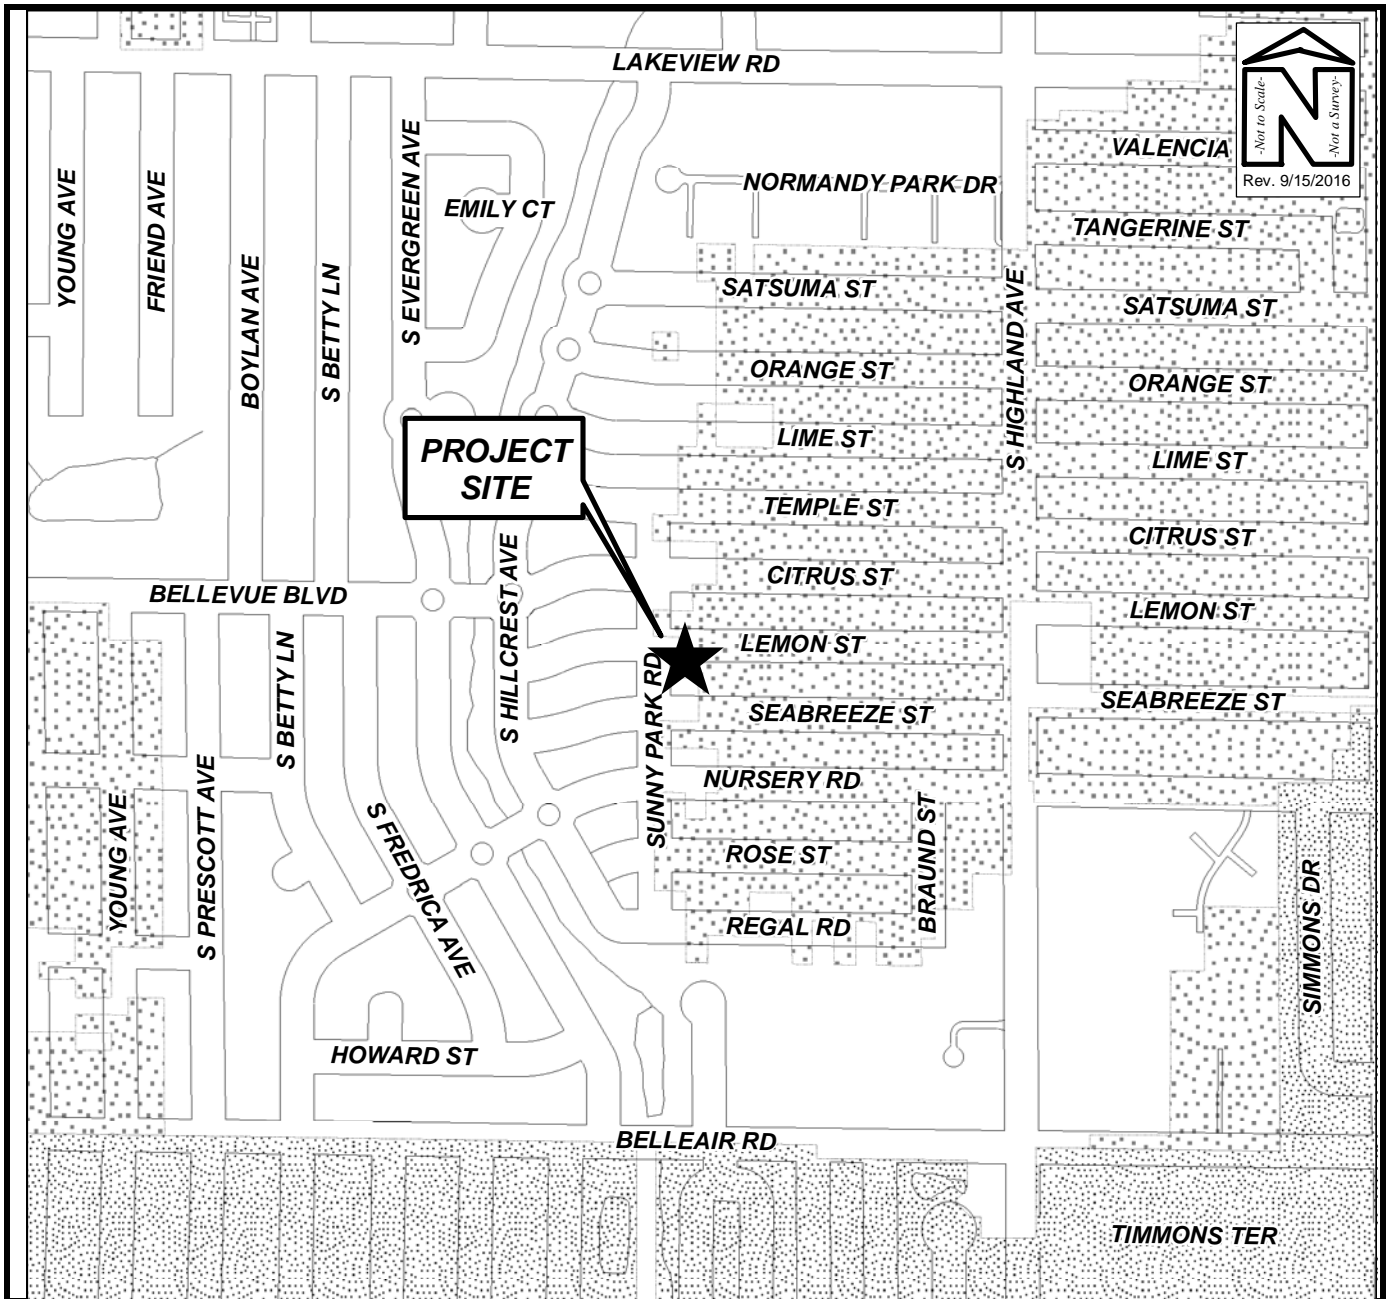 LAKEVIEW RD
-Not to Scale-
-Not a Survey-
N
Rev. 9/15/2016
VALENCIA
YOUNG AVE
FRIEND AVE
BOYLAN AVE
S BETTY LN
S EVERGREEN AVE
EMILY CT
NORMANDY PARK DR
TANGERINE ST
SATSUMA ST
SATSUMA ST
S HIGHLAND AVE
ORANGE ST
ORANGE ST
LIME ST
LIME ST
PROJECT
SITE
TEMPLE ST
CITRUS ST
CITRUS ST
BELLEVUE BLVD
S HILLCREST AVE
LEMON ST
LEMON ST
S BETTY LN
SUNNY PARK RD
SEABREEZE ST
SEABREEZE ST
NURSERY RD
YOUNG AVE
S PRESCOTT AVE
S FREDRICA AVE
ROSE ST
BRAUND ST
REGAL RD
SIMMONS DR
HOWARD ST
BELLEAIR RD
TIMMONS TER